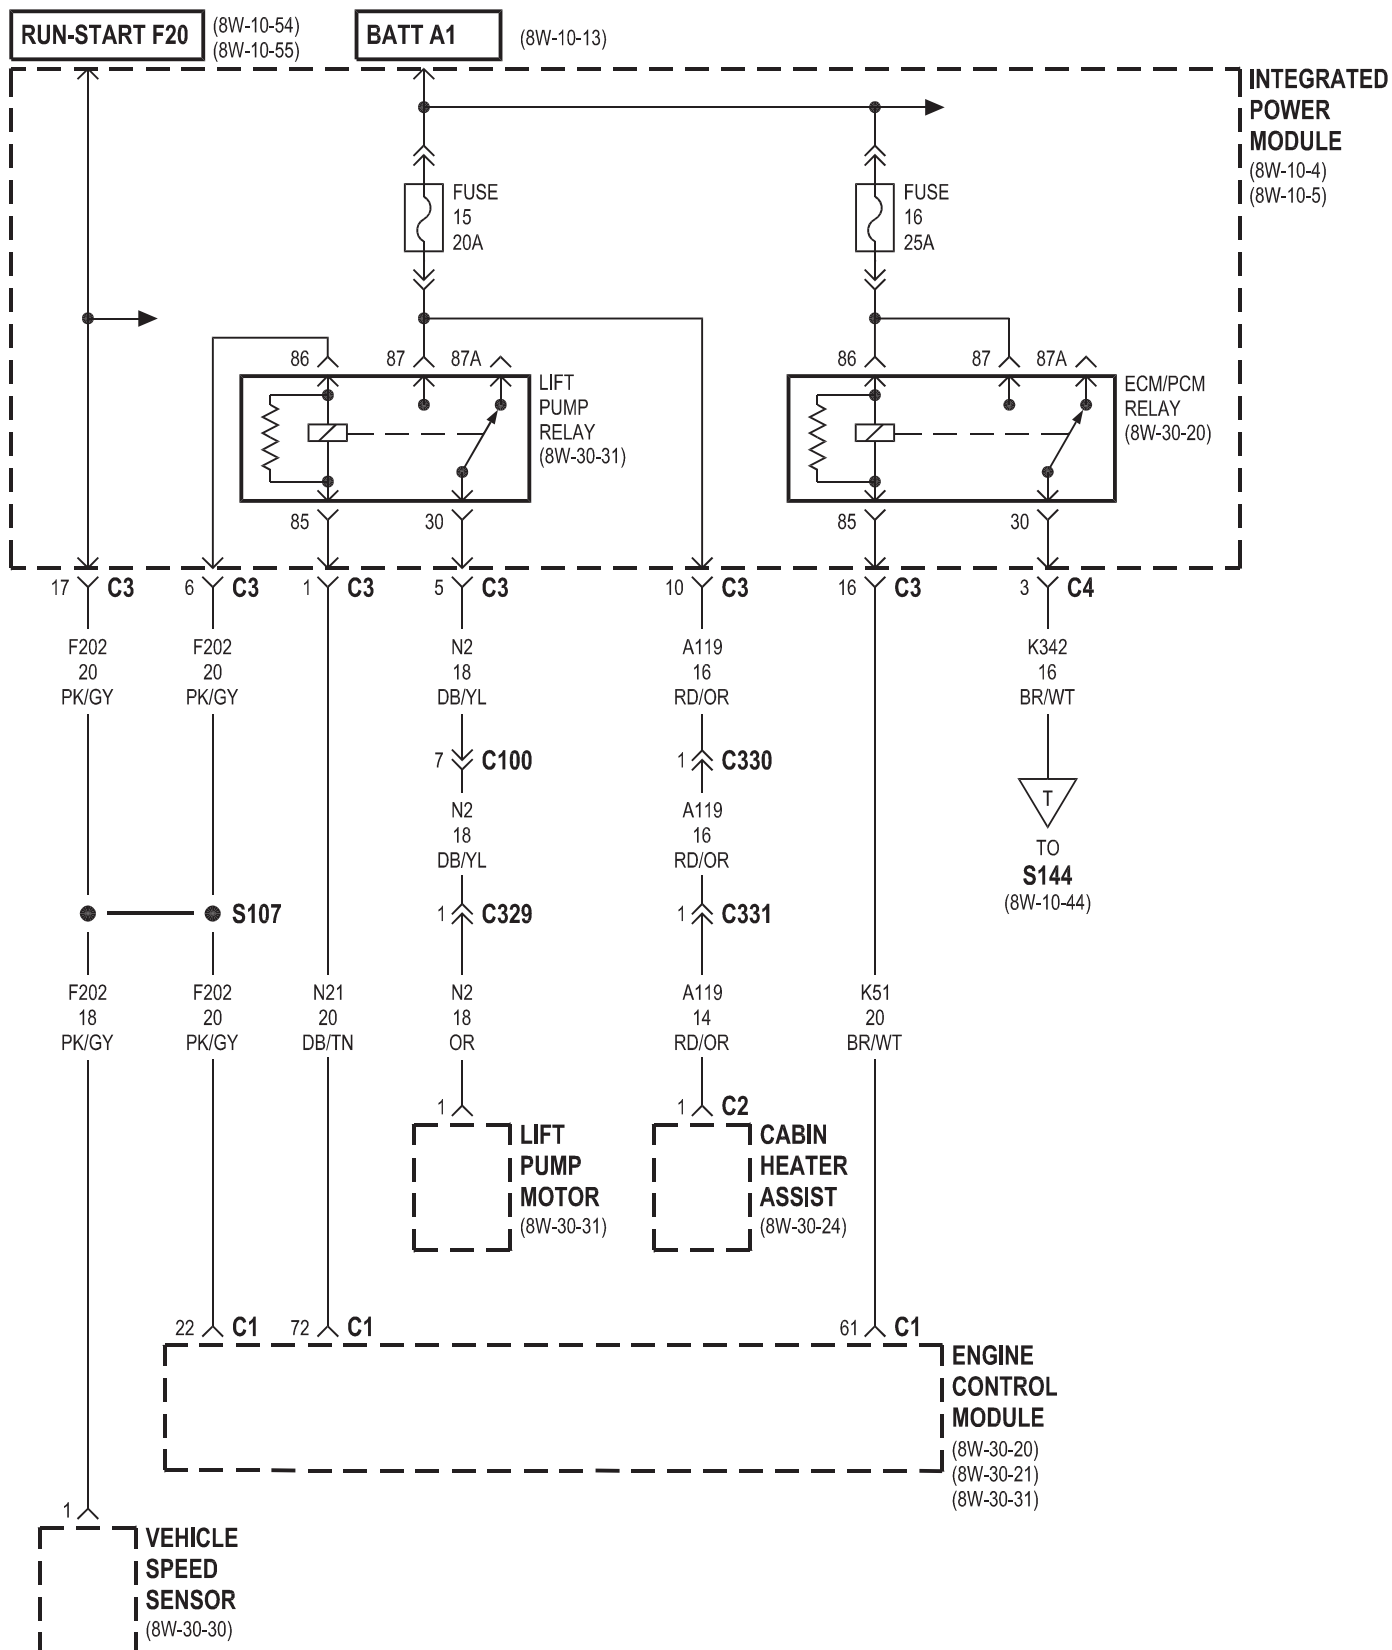 RUN-START F20
(8W-10-54)
(8W-10-55)
BATT A1
(8W-10-13)
INTEGRATED
POWER
MODULE
(8W-10-4)
(8W-10-5)
FUSE
15
20A
FUSE
16
25A
86
87
87A
LIFT
PUMP
RELAY
(8W-30-31)
86
87
87A
ECM/PCM
RELAY
(8W-30-20)
85
30
85
30
17 C3
6 C3
1 C3
5 C3
10 C3
16 C3
3 C4
F202
20
PK/GY
F202
20
PK/GY
N2
18
DB/YL
A119
16
RD/OR
K342
16
BR/WT
7 C100
1 C330
T
N2
18
DB/YL
A119
16
RD/OR
TO
S144
(8W-10-44)
S107
1 C329
1 C331
F202
18
PK/GY
F202
20
PK/GY
N21
20
DB/TN
N2
18
OR
A119
14
RD/OR
K51
20
BR/WT
1
1 C2
LIFT
PUMP
MOTOR
(8W-30-31)
CABIN
HEATER
ASSIST
(8W-30-24)
22 C1
72 C1
61 C1
ENGINE
CONTROL
MODULE
(8W-30-20)
(8W-30-21)
(8W-30-31)
1
VEHICLE
SPEED
SENSOR
(8W-30-30)